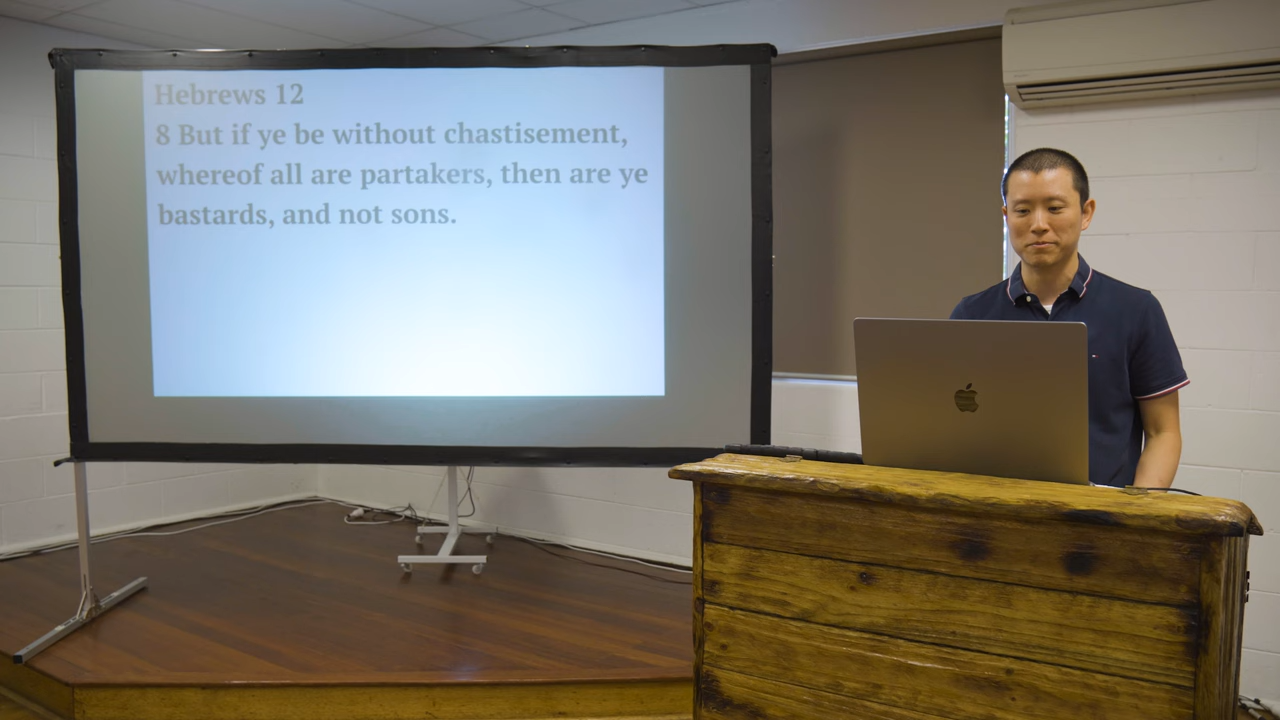 Hebrews 12
8 But if ye be without chastisement,
whereof all are partakers, then are ye
bastards, and not sons.